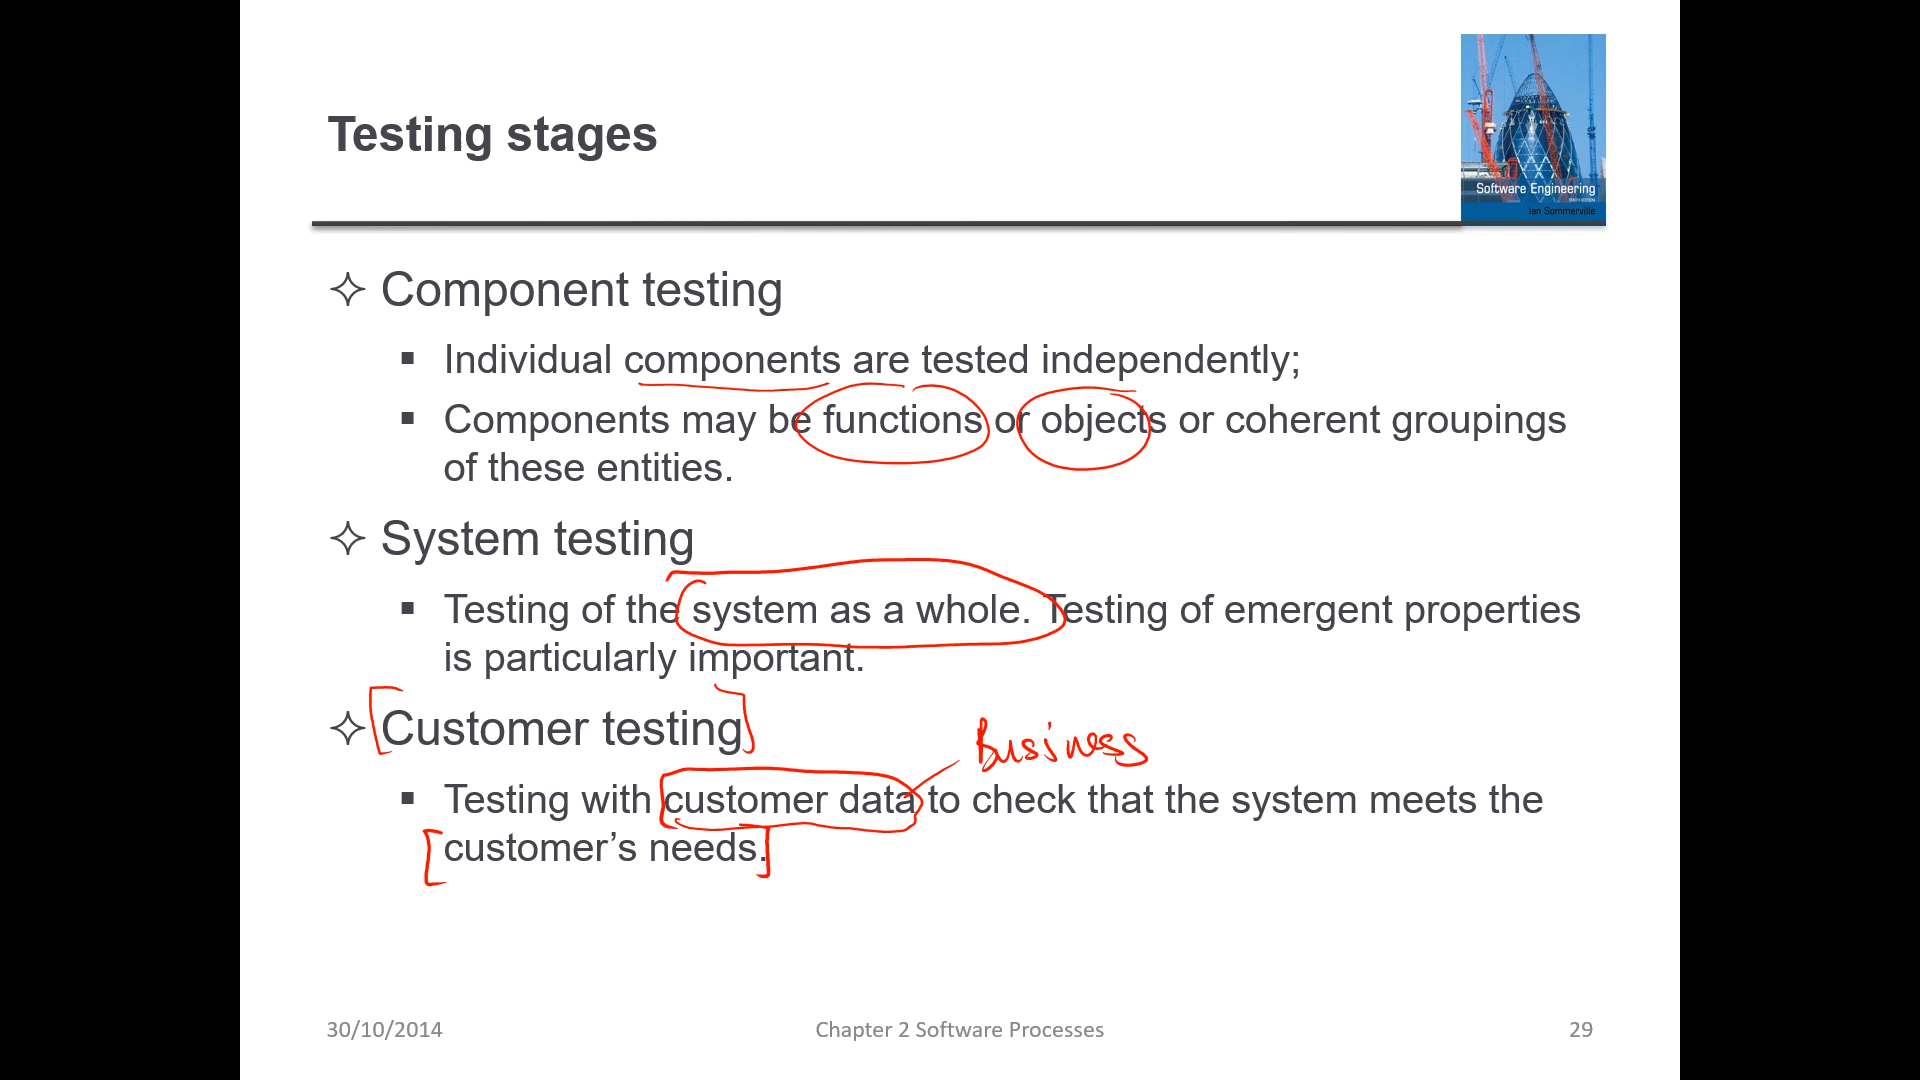 Testing stages
Software Engineering
Ian Sommerville
✧ Component testing
▪ Individual components are tested independently;
▪ Components may be functions or objects or coherent groupings
of these entities.
✧ System testing
▪ Testing of the system as a whole. Testing of emergent properties
is particularly important.
✧ Customer testing
Business
▪ Testing with customer data to check that the system meets the
customer’s needs.
30/10/2014
Chapter 2 Software Processes
29